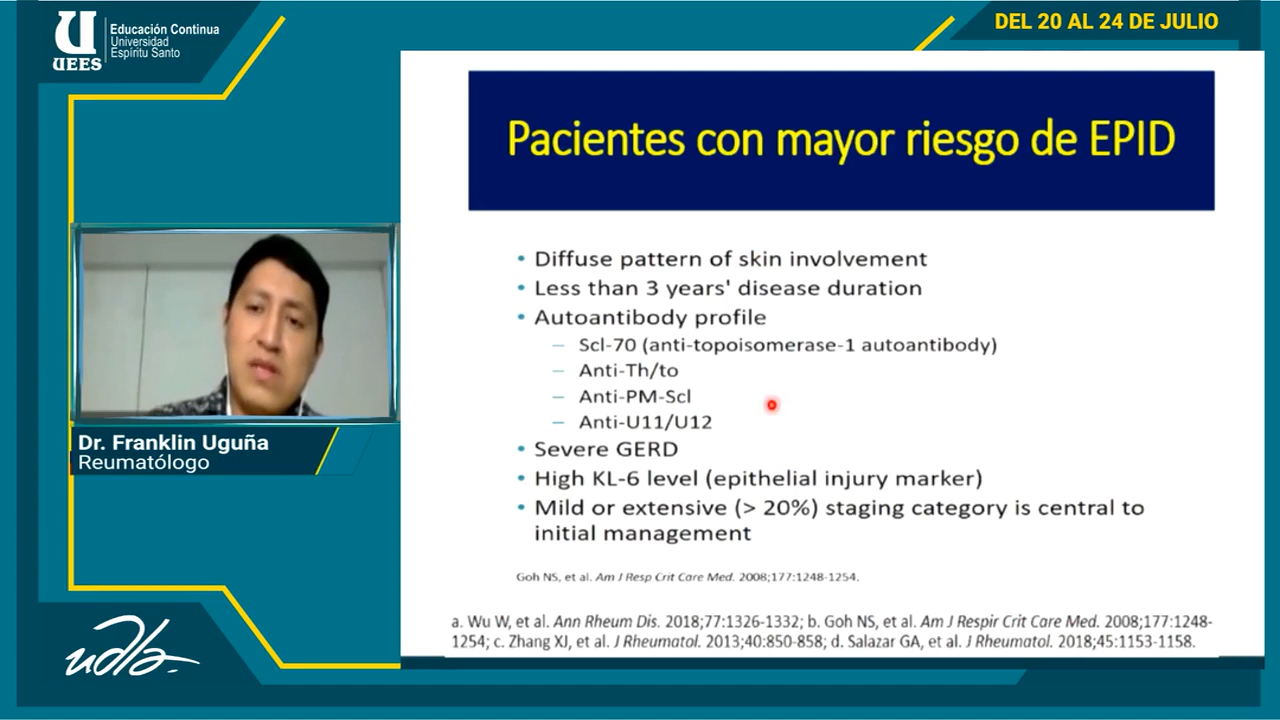 UEES
Educación Continua
Universidad
Espíritu Santo
DEL 20 AL 24 DE JULIO
Pacientes con mayor riesgo de EPID
• Diffuse pattern of skin involvement
• Less than 3 years' disease duration
• Autoantibody profile
– Scl-70 (anti-topoisomerase-1 autoantibody)
– Anti-Th/to
– Anti-PM-Scl
– Anti-U11/U12
• Severe GERD
• High KL-6 level (epithelial injury marker)
• Mild or extensive (> 20%) staging category is central to
initial management
Goh NS, et al. Am J Resp Crit Care Med. 2008;177:1248-1254.
a. Wu W, et al. Ann Rheum Dis. 2018;77:1326-1332; b. Goh NS, et al. Am J Respir Crit Care Med. 2008;177:1248-
1254; c. Zhang XJ, et al. J Rheumatol. 2013;40:850-858; d. Salazar GA, et al. J Rheumatol. 2018;45:1153-1158.
Dr. Franklin Uguña
Reumatólogo
udla.